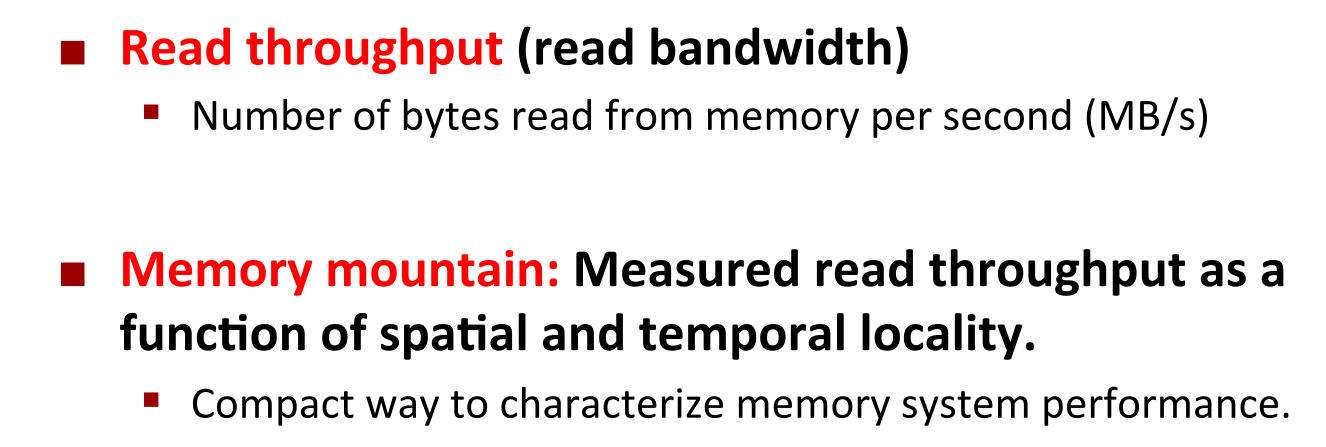 Read throughput (read bandwidth)
Number of bytes read from memory per second (MB/s)
Memory mountain: Measured read throughput as a
function of spatial and temporal locality.
Compact way to characterize memory system performance.